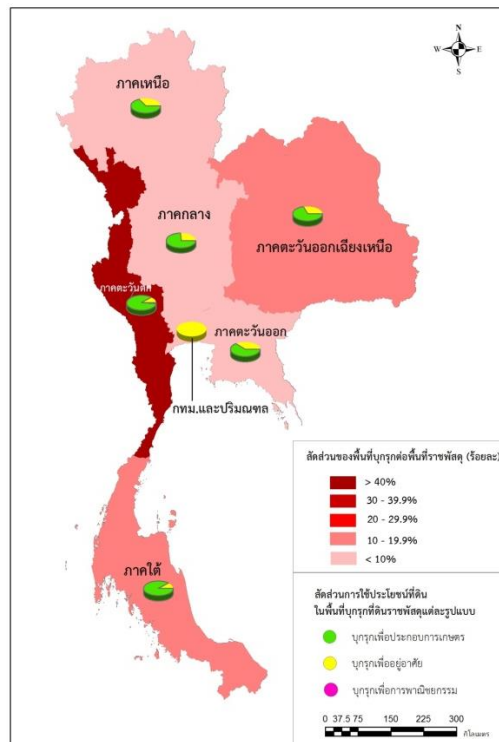 N
W E
S
ภาคเหนือ
ภาคกลาง
ภาคตะวันออกเฉียงเหนือ
ภาคตะวันตก
ภาคตะวันออก
กทม.และปริมณฑล
ภาคใต้
สัดส่วนของพื้นที่บุกรุกต่อพื้นที่ราชพัสดุ (ร้อยละ)
> 40%
30 - 39.9%
20 - 29.9%
10 - 19.9%
< 10%
สัดส่วนการใช้ประโยชน์ที่ดิน
ในพื้นที่บุกรุกที่ดินราชพัสดุแต่ละรูปแบบ
บุกรุกเพื่อประกอบการเกษตร
บุกรุกเพื่ออยู่อาศัย
บุกรุกเพื่อการพาณิชยกรรม
0 37.5 75 150 225 300
กิโลเมตร